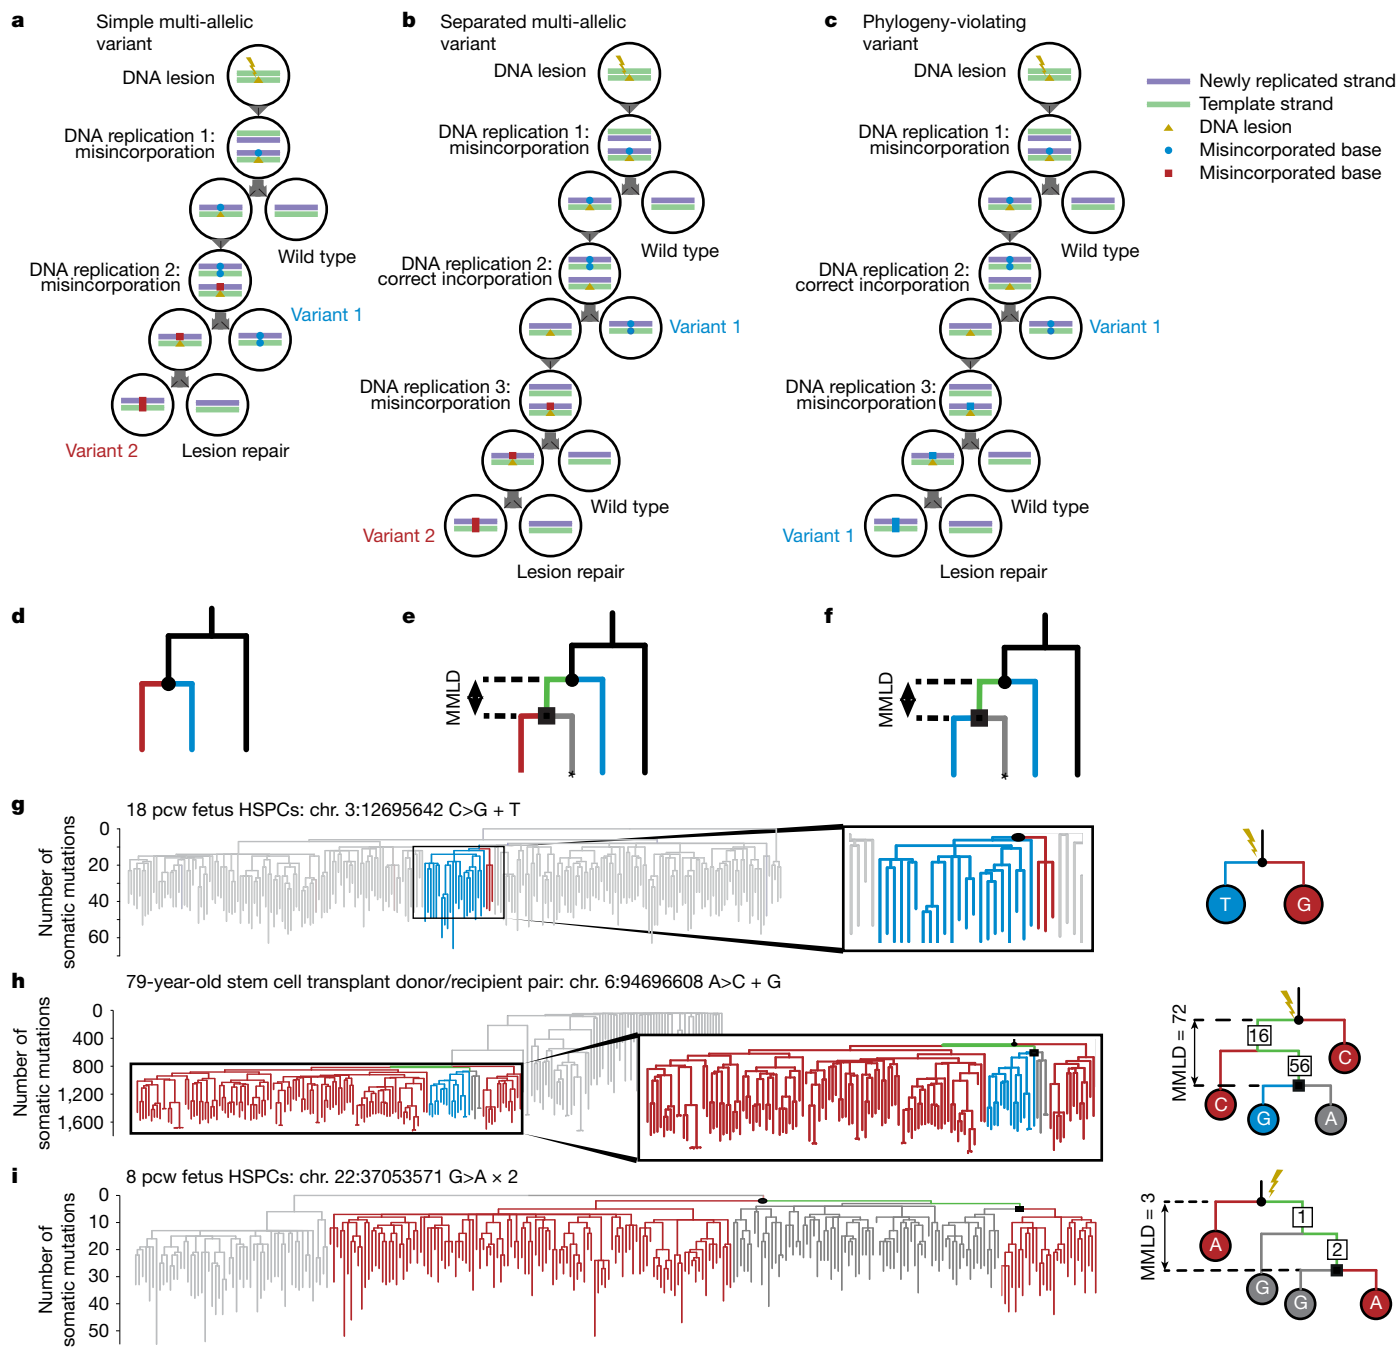 a
Simple multi-allelic
variant
DNA lesion
DNA replication 1:
misincorporation
Wild type
DNA replication 2:
misincorporation
Variant 1
Variant 2
Lesion repair
b
Separated multi-allelic
variant
DNA lesion
DNA replication 1:
misincorporation
Wild type
DNA replication 2:
correct incorporation
Variant 1
DNA replication 3:
misincorporation
Wild type
Variant 2
Lesion repair
c
Phylogeny-violating
variant
DNA lesion
DNA replication 1:
misincorporation
Wild type
DNA replication 2:
correct incorporation
Variant 1
DNA replication 3:
misincorporation
Wild type
Variant 1
Lesion repair
Newly replicated strand
Template strand
DNA lesion
Misincorporated base
Misincorporated base
d
e
MMLD
*
f
MMLD
*
g
18 pcw fetus HSPCs: chr. 3:12695642 C>G + T
Number of
somatic mutations
0
20
40
60
T
G
h
79-year-old stem cell transplant donor/recipient pair: chr. 6:94696608 A>C + G
Number of
somatic mutations
0
400
800
1,200
1,600
MMLD = 72
16
56
C
C
G
A
i
8 pcw fetus HSPCs: chr. 22:37053571 G>A × 2
Number of
somatic mutations
0
10
20
30
40
50
MMLD = 3
1
2
A
G
G
A